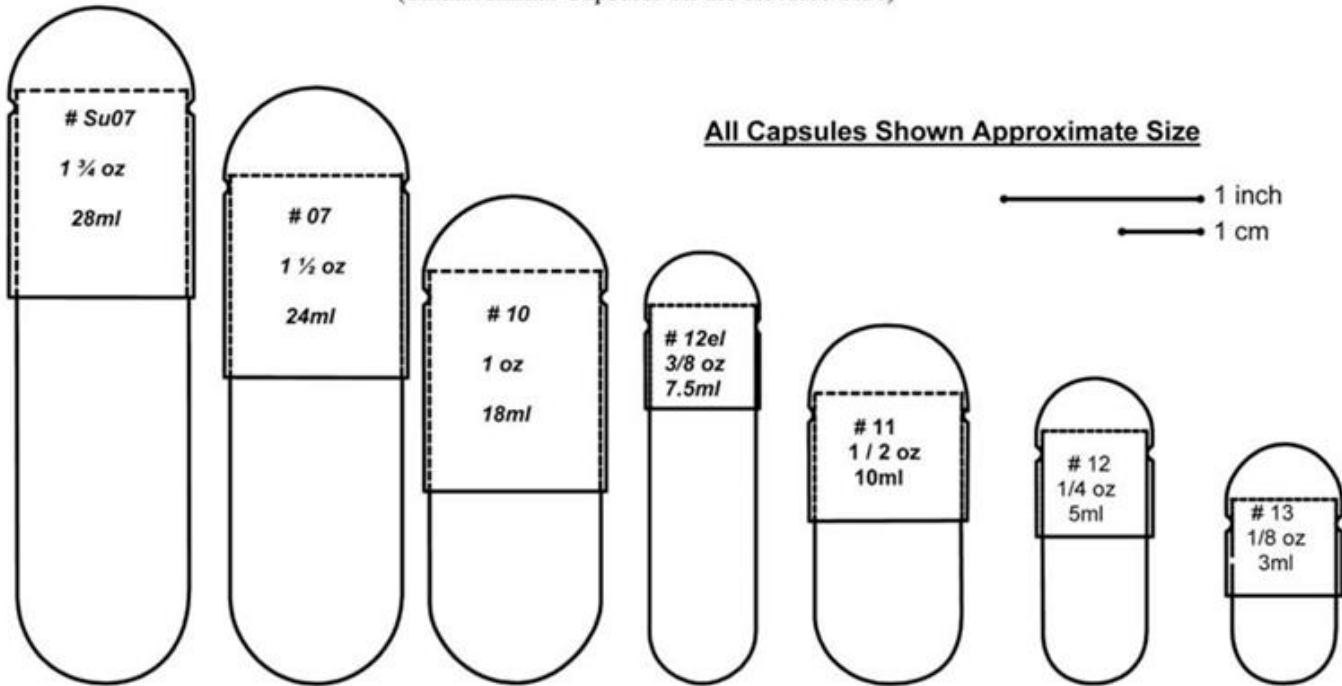 All Capsules Shown Approximate Size
1 inch
1 cm
# Su07
1 ¾ oz
28ml
# 07
1 ½ oz
24ml
# 10
1 oz
18ml
# 12el
3/8 oz
7.5ml
# 11
1 / 2 oz
10ml
# 12
1/4 oz
5ml
# 13
1/8 oz
3ml